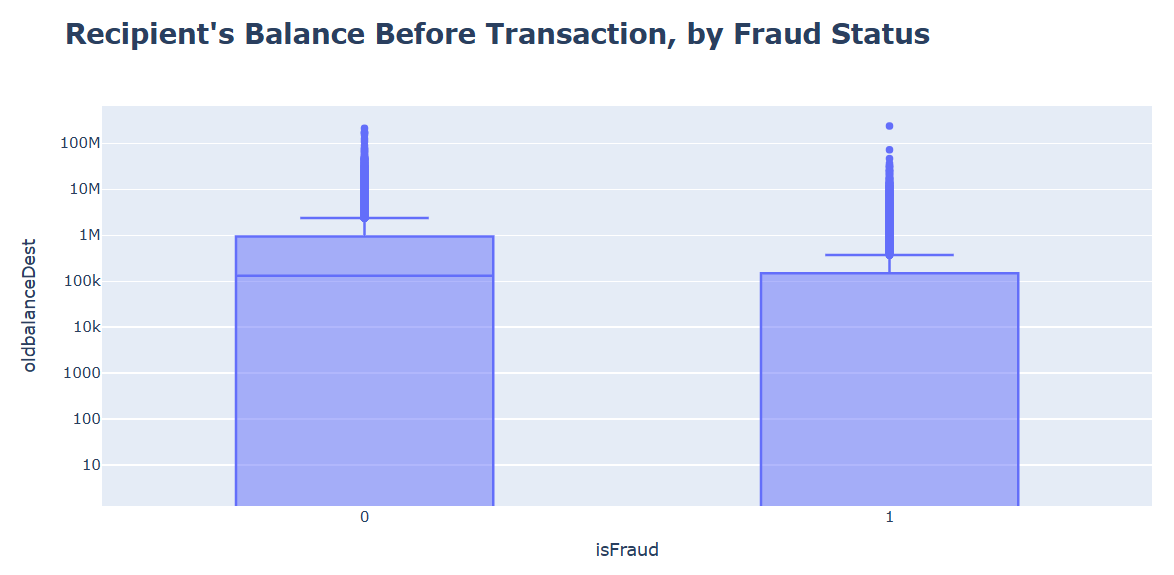 Recipient's Balance Before Transaction, by Fraud Status
100M
10M
1M
100k
10k
1000
100
10
oldbalanceDest
0
1
isFraud